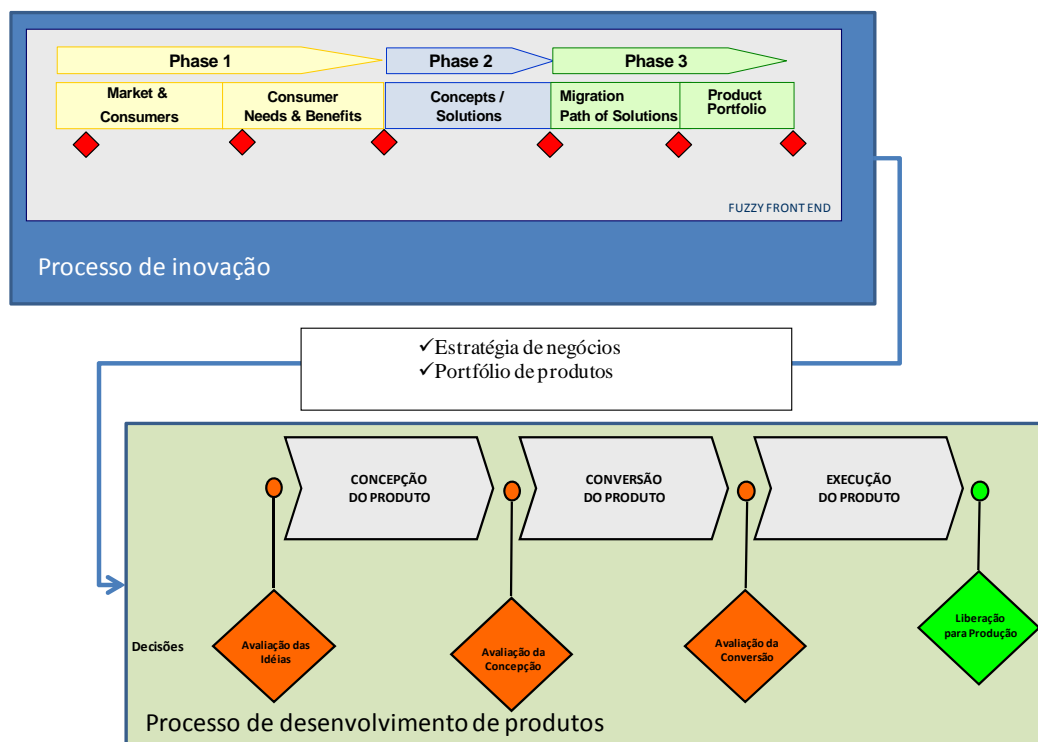 Phase 1
Phase 2
Phase 3
Market &
Consumers
Consumer
Needs & Benefits
Concepts /
Solutions
Migration
Path of Solutions
Product
Portfolio
FUZZY FRONT END
Processo de inovação
✓Estratégia de negócios
✓Portfólio de produtos
CONCEPÇÃO
DO PRODUTO
CONVERSÃO
DO PRODUTO
EXECUÇÃO
DO PRODUTO
Decisões
Avaliação das
Idéias
Avaliação da
Concepção
Avaliação da
Conversão
Liberação
para Produção
Processo de desenvolvimento de produtos